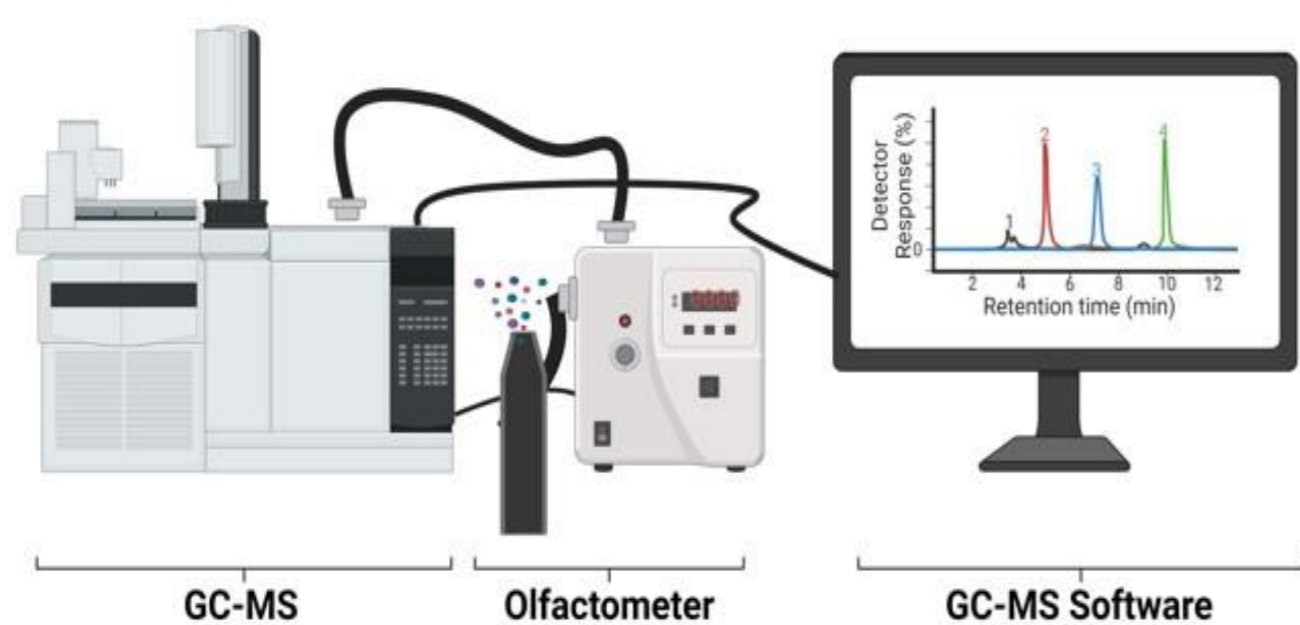 Detector
Response (%)
0
1
2
3
4
2 4 6 8 10 12
Retention time (min)
GC-MS
Olfactometer
GC-MS Software